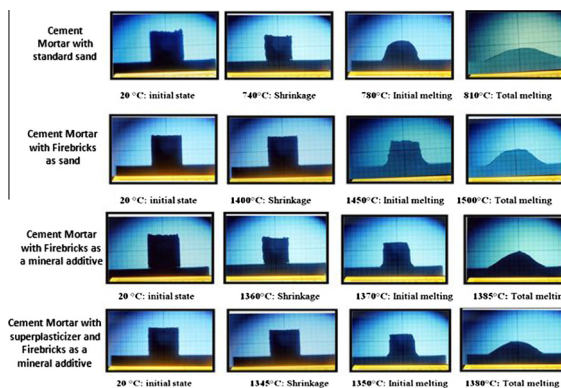 Cement
Mortar with
standard sand
20 °C: initial state 740°C: Shrinkage 780°C: Initial melting 810°C: Total melting
Cement Mortar
with Firebricks
as sand
20 °C: initial state 1400°C: Shrinkage 1450°C: Initial melting 1500°C: Total melting
Cement Mortar
with Firebricks as
a mineral additive
20 °C: initial state 1360°C: Shrinkage 1370°C: Initial melting 1385°C: Total meltin
Cement Mortar with
superplasticizer and
Firebricks as a
mineral additive
20 °C: initial state 1345°C: Shrinkage 1350°C: Initial melting 1380°C: Total melting